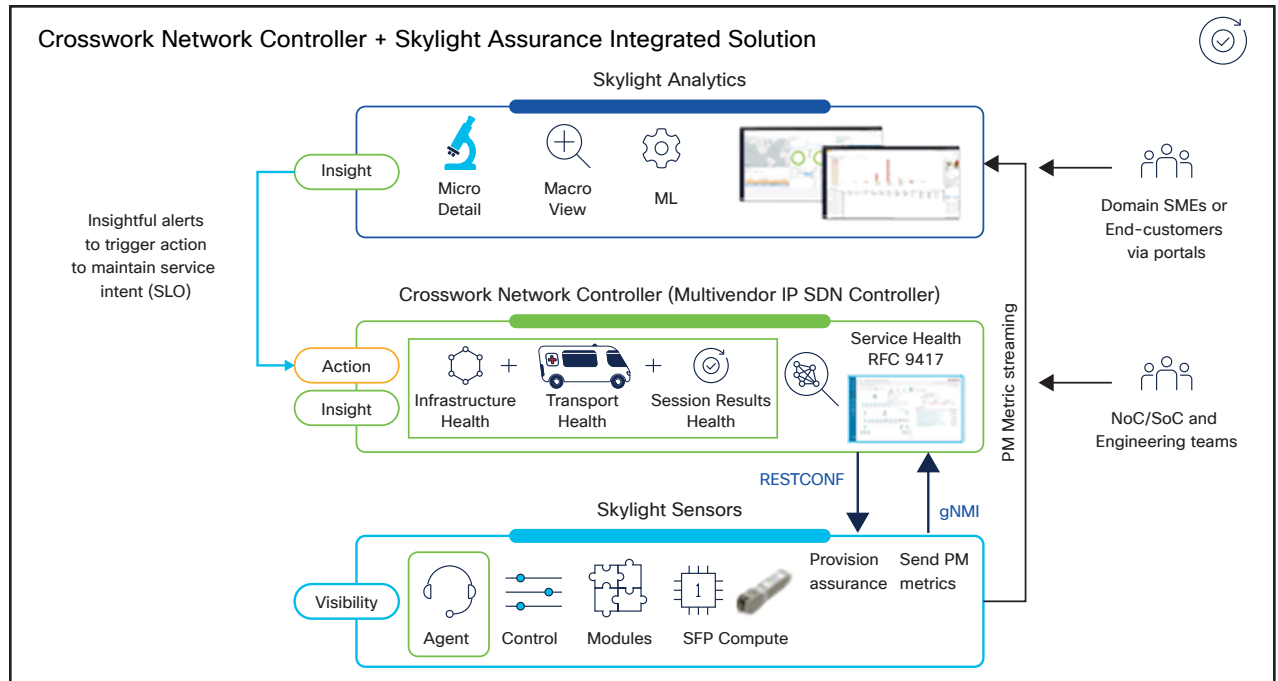 Crosswork Network Controller + Skylight Assurance Integrated Solution
Skylight Analytics
Insight
Micro
Detail
Macro
View
ML
Domain SMEs or
End-customers
via portals
Insightful alerts
to trigger action
to maintain service
intent (SLO)
PM Metric streaming
Crosswork Network Controller (Multivendor IP SDN Controller)
Action
Insight
Infrastructure
Health
+
Transport
Health
+
Session Results
Health
Service Health
RFC 9417
NoC/SoC and
Engineering teams
RESTCONF
gNMI
Skylight Sensors
Visibility
Agent
Control
Modules
1
SFP Compute
Provision
assurance
Send PM
metrics